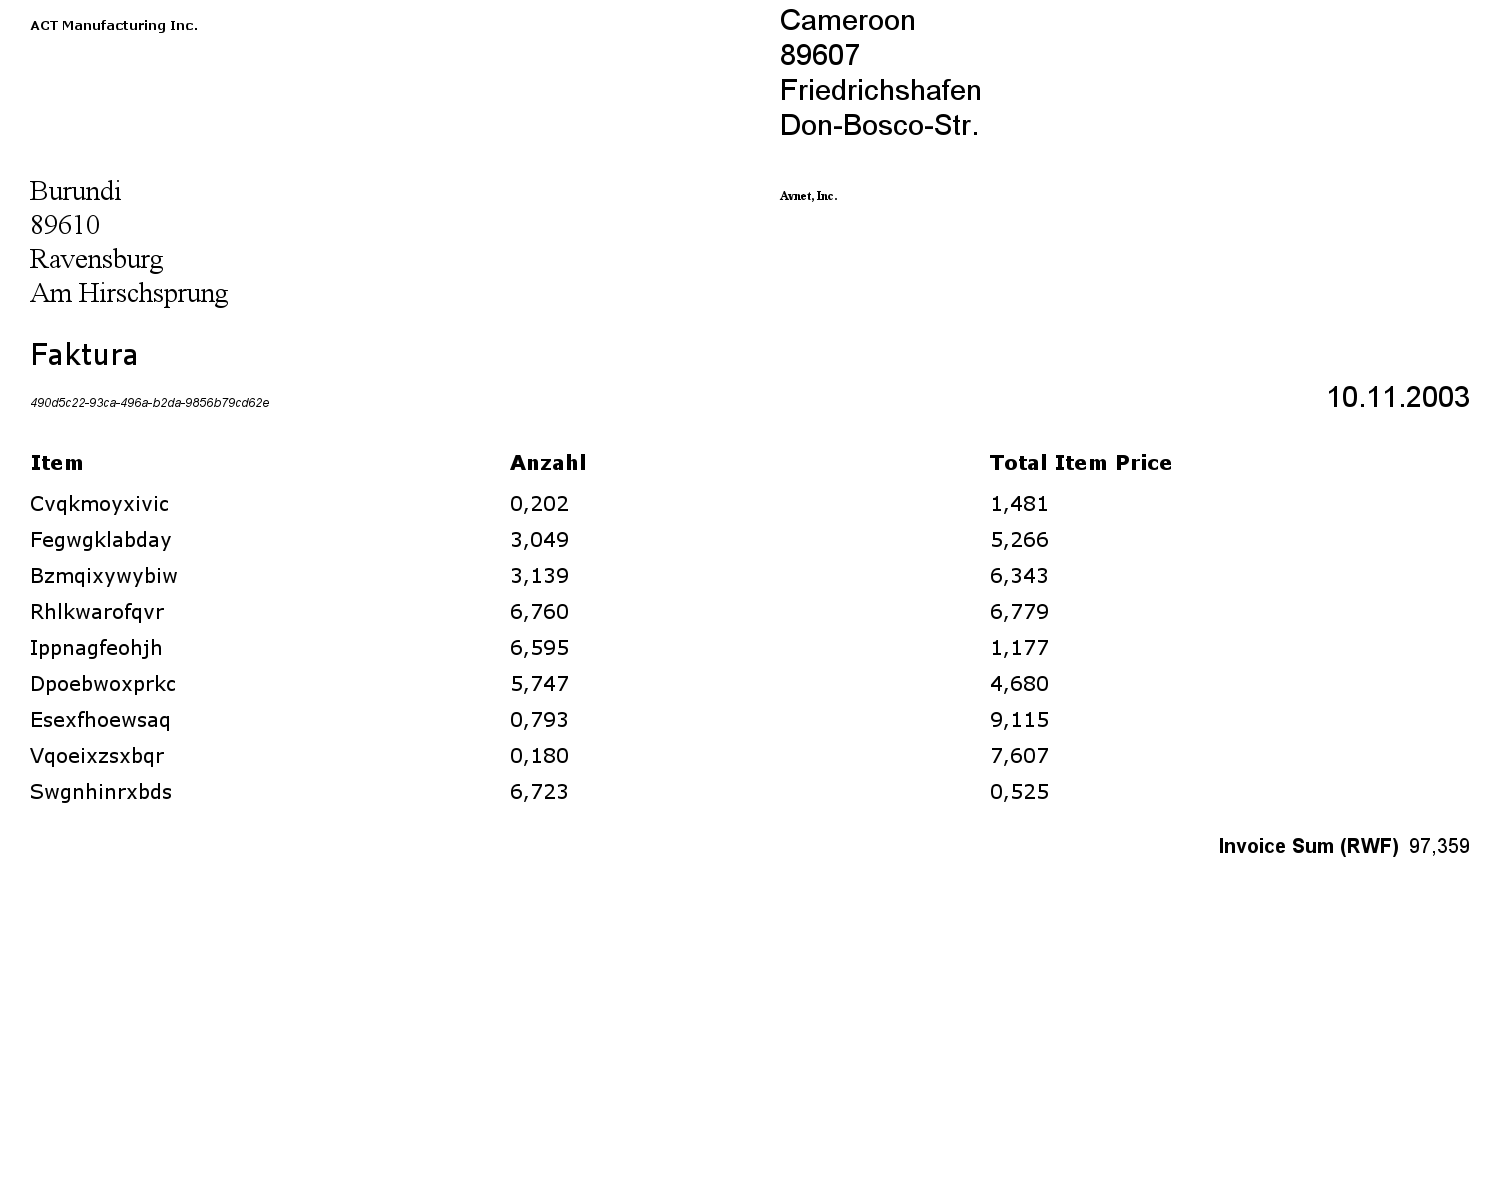 ACT Manufacturing Inc.
Cameroon
89607
Friedrichshafen
Don-Bosco-Str.
Burundi
89610
Ravensburg
Am Hirschsprung
Avnet, Inc.
Faktura
490d5c22-93ca-496a-b2da-9856b79cd62e
10.11.2003
Item Anzahl Total Item Price
Cvqkmoyxivic 0,202 1,481
Fegwgklabday 3,049 5,266
Bzmqixywybiw 3,139 6,343
Rhlkwarofqvr 6,760 6,779
Ippnagfeohjh 6,595 1,177
Dpoebwoxprkc 5,747 4,680
Esexfhoewsaq 0,793 9,115
Vqoeixzsxbqr 0,180 7,607
Swgnhinrxbds 6,723 0,525
Invoice Sum (RWF) 97,359